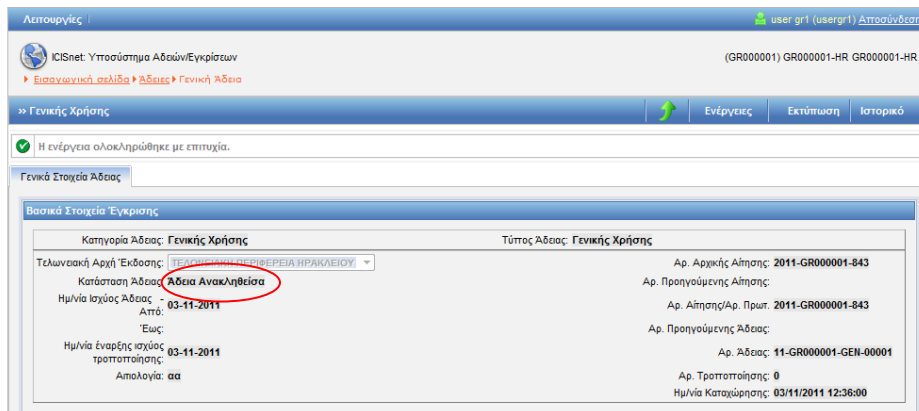 Λειτουργίες
user gr1 (usergr1) Αποσύνδεση
ICISnet: Υποσύστημα Αδειών/Εγκρίσεων
(GR000001) GR000001-HR GR000001-HR
Εισαγωγική σελίδα Άδειες Γενική Άδεια
» Γενικής Χρήσης
Ενέργειες Εκτύπωση Ιστορικό
Η ενέργεια ολοκληρώθηκε με επιτυχία.
Γενικά Στοιχεία Άδειας
Βασικά Στοιχεία Έγκρισης
Κατηγορία Άδειας: Γενικής Χρήσης
Τύπος Άδειας: Γενικής Χρήσης
Τελωνειακή Αρχή Έκδοσης: ΤΕΛΩΝΕΙΑΚΗ ΠΕΡΙΦΕΡΕΙΑ ΗΡΑΚΛΕΙΟΥ
Αρ. Αρχικής Αίτησης: 2011-GR000001-843
Κατάσταση Άδειας: Άδεια Ανακληθείσα
Αρ. Προηγούμενης Αίτησης:
Ημ/νία Ισχύος Άδειας - Από: 03-11-2011
Αρ. Αίτησης/Αρ. Πρωτ. 2011-GR000001-843
Έως:
Αρ. Προηγούμενης Άδειας:
Ημ/νία έναρξης ισχύος τροποποίησης: 03-11-2011
Αρ. Άδειας: 11-GR000001-GEN-00001
Αιτιολογία: αα
Αρ. Τροποποίησης: 0
Ημ/νία Καταχώρησης: 03/11/2011 12:36:00